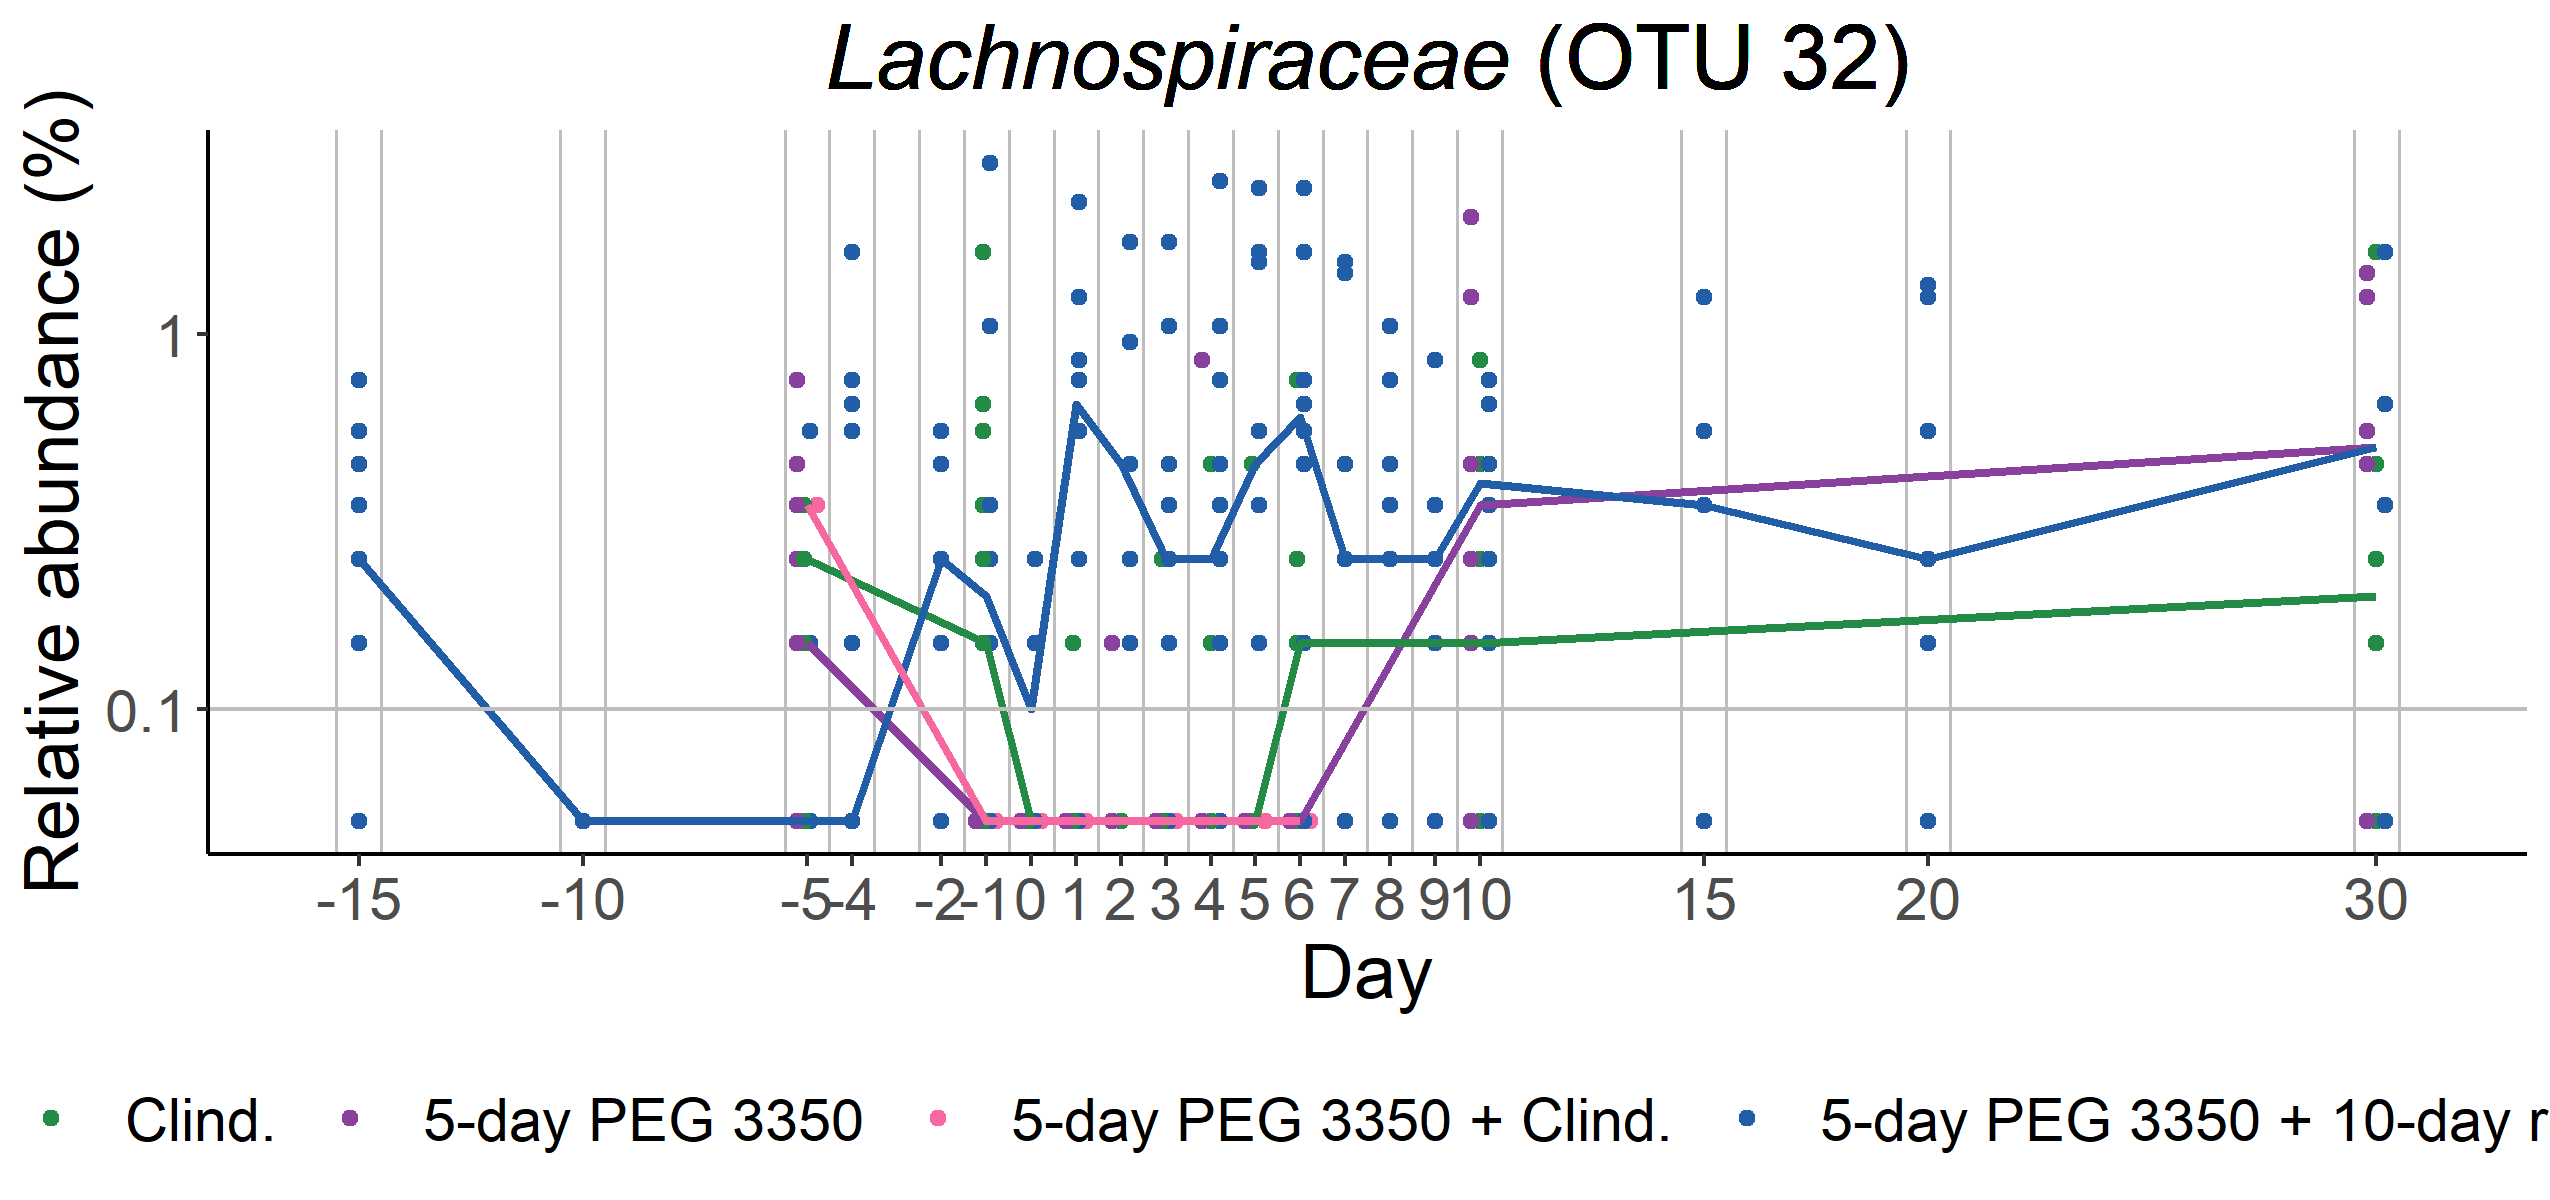 Lachnospiraceae (OTU 32)
Relative abundance (%)
1
0.1
-15 -10 -5 -4 -2 -1 0 1 2 3 4 5 6 7 8 9 10 15 20 30
Day
Clind. 5-day PEG 3350 5-day PEG 3350 + Clind. 5-day PEG 3350 + 10-day r